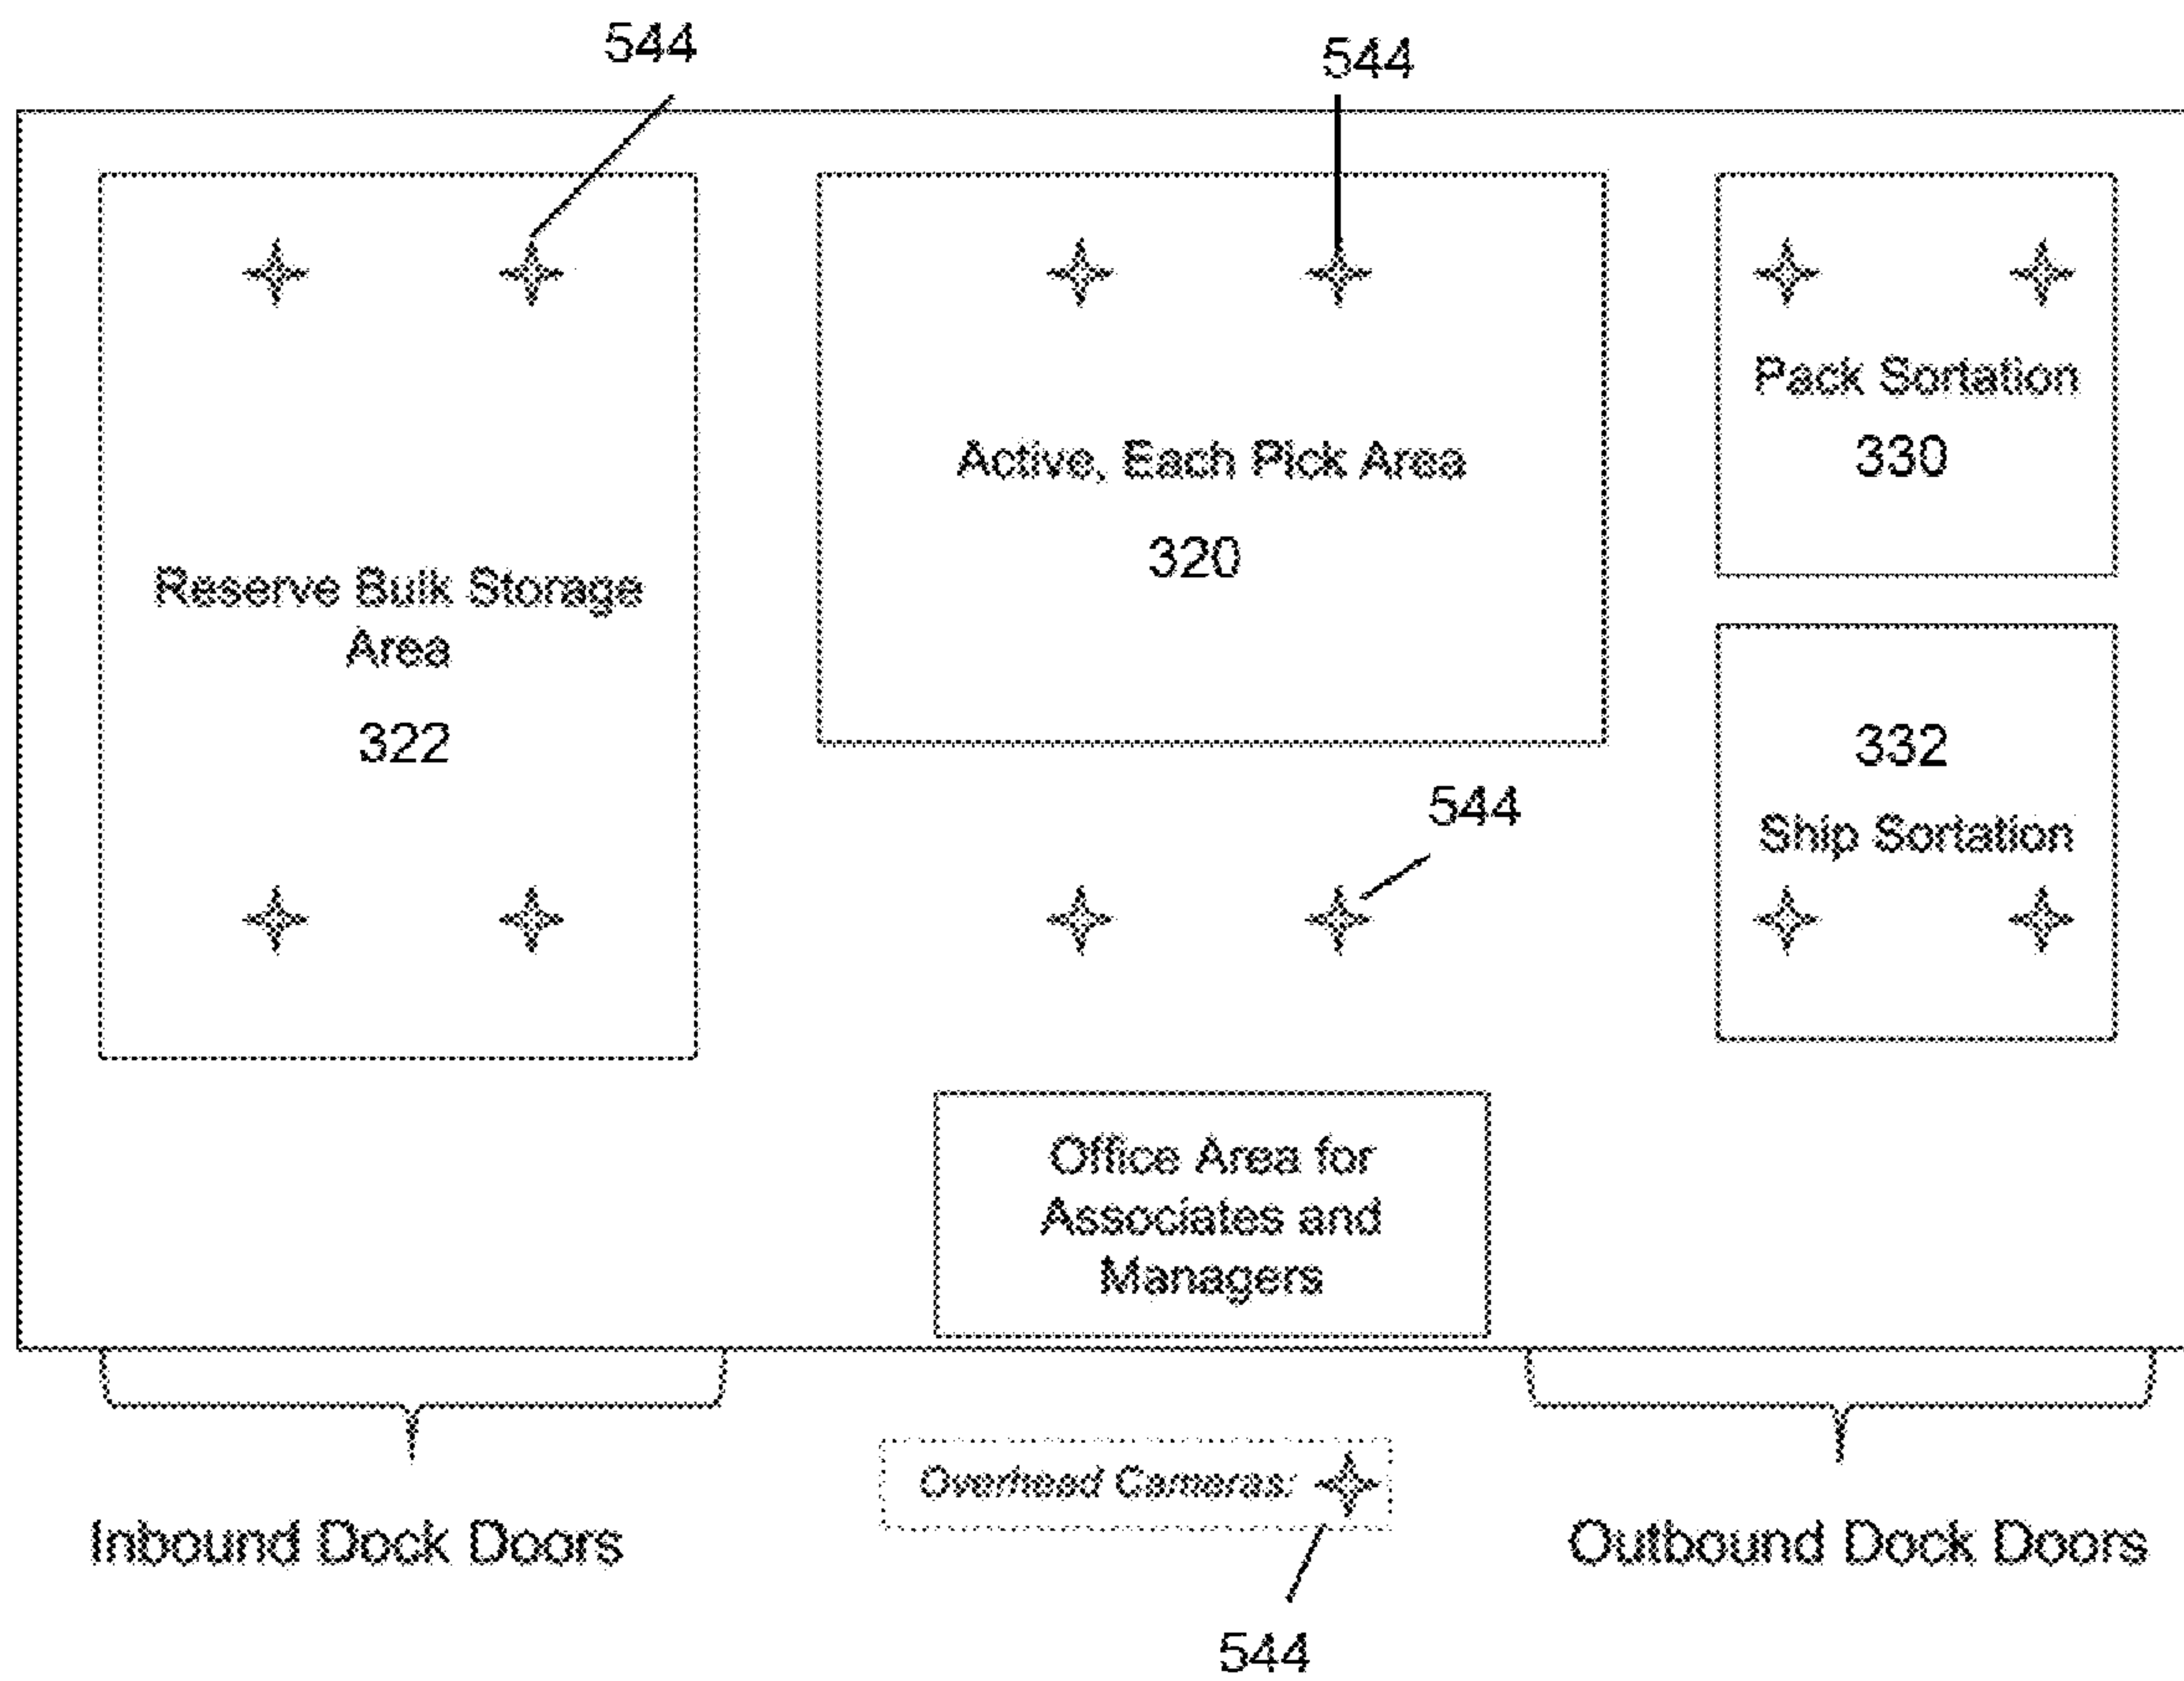 544
544
Reserve Bulk Storage
Area
322
Active, Each Pick Area
320
Pack Sortation
330
332
Ship Sortation
544
Office Area for
Associates and
Managers
Inbound Dock Doors
Overhead Cameras:
544
Outbound Dock Doors